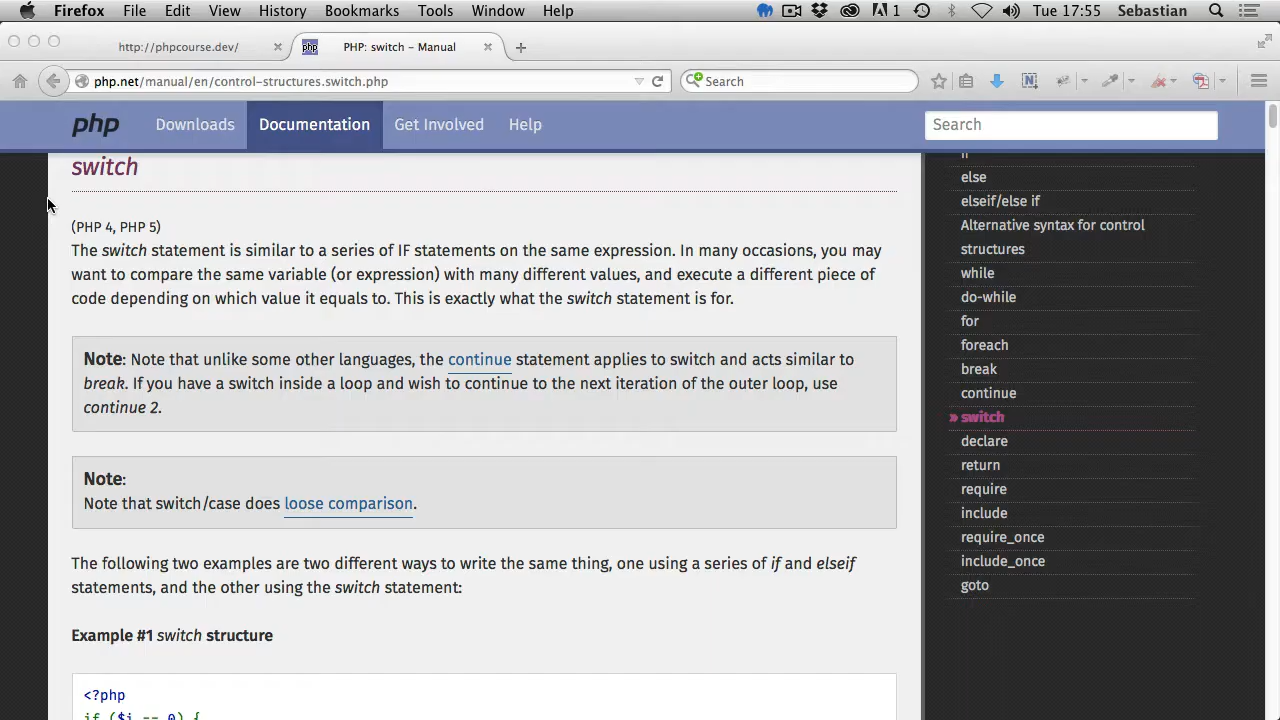 Firefox File Edit View History Bookmarks Tools Window Help 1 Tue 17:55 Sebastian
http://phpcourse.dev/ php PHP: switch – Manual
php.net/manual/en/control-structures.switch.php Search
php Downloads Documentation Get Involved Help Search
switch
(PHP 4, PHP 5)
The switch statement is similar to a series of IF statements on the same expression. In many occasions, you may
want to compare the same variable (or expression) with many different values, and execute a different piece of
code depending on which value it equals to. This is exactly what the switch statement is for.
Note: Note that unlike some other languages, the continue statement applies to switch and acts similar to
break. If you have a switch inside a loop and wish to continue to the next iteration of the outer loop, use
continue 2.
Note:
Note that switch/case does loose comparison.
The following two examples are two different ways to write the same thing, one using a series of if and elseif
statements, and the other using the switch statement:
Example #1 switch structure
<?php
if ($i == 0) {
if
else
elseif/else if
Alternative syntax for control
structures
while
do-while
for
foreach
break
continue
» switch
declare
return
require
include
require_once
include_once
goto